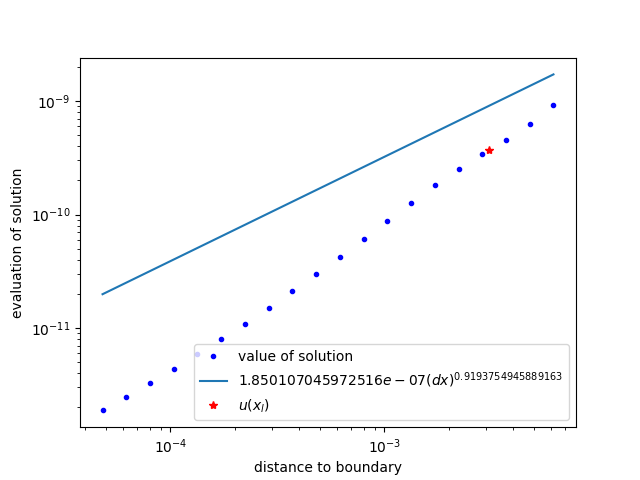 10⁻⁹
10⁻¹⁰
10⁻¹¹
evaluation of solution
value of solution
1.850107045972516e − 07(dx)^0.9193754945889163
u(x_l)
10⁻⁴
10⁻³
distance to boundary